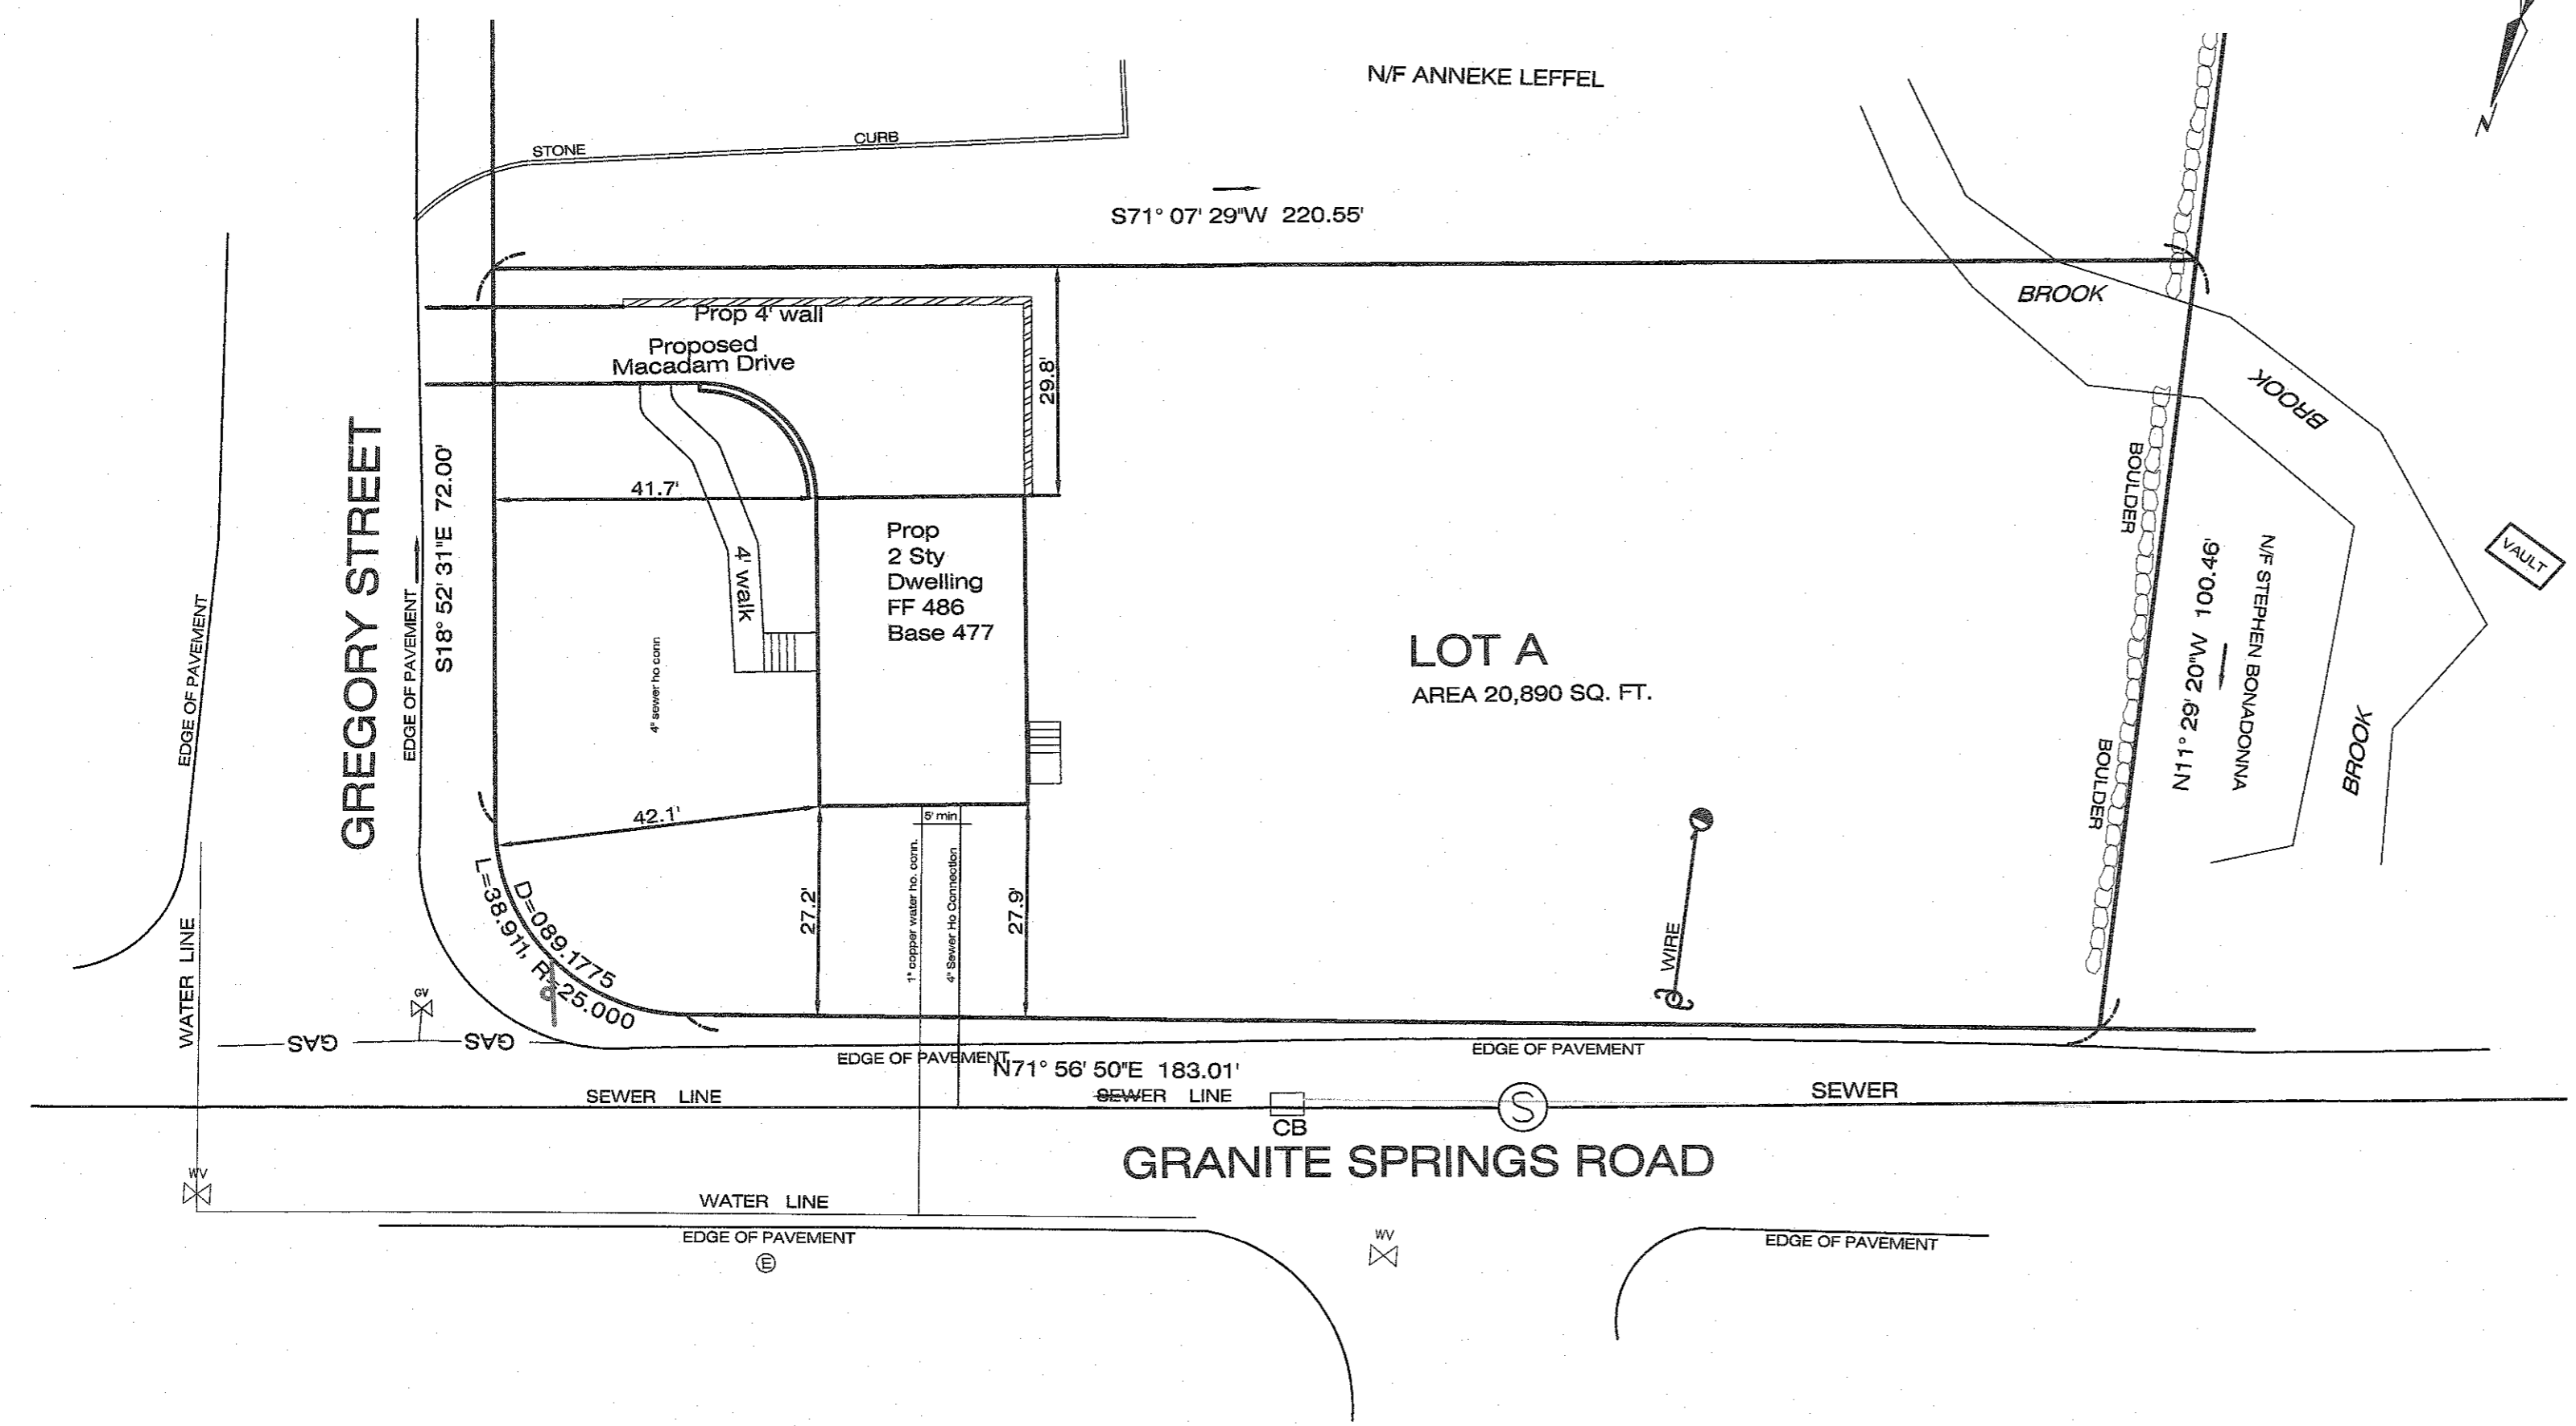 N/F ANNEKE LEFFEL
STONE
CURB
S71° 07' 29"W 220.55'
N
BROOK
Prop 4' wall
Proposed
Macadam Drive
29.8'
BROOK
GREGORY STREET
S18° 52' 31"E 72.00'
EDGE OF PAVEMENT
EDGE OF PAVEMENT
41.7'
4' walk
Prop
2 Sty
Dwelling
FF 486
Base 477
4" sewer ho conn
LOT A
AREA 20,890 SQ. FT.
BOULDER
BOULDER
N11° 29' 20"W 100.46'
N/F STEPHEN BONADONNA
BROOK
VAULT
42.1'
5' min
1" copper water ho. conn.
4" Sewer Ho Connection
27.2'
27.9'
D=089.1775
L=38.911, R=25.000
WIRE
WATER LINE
GV
GAS
GAS
EDGE OF PAVEMENT
N71° 56' 50"E 183.01'
EDGE OF PAVEMENT
SEWER LINE
SEWER LINE
CB
S
SEWER
GRANITE SPRINGS ROAD
WV
WATER LINE
EDGE OF PAVEMENT
E
WV
EDGE OF PAVEMENT